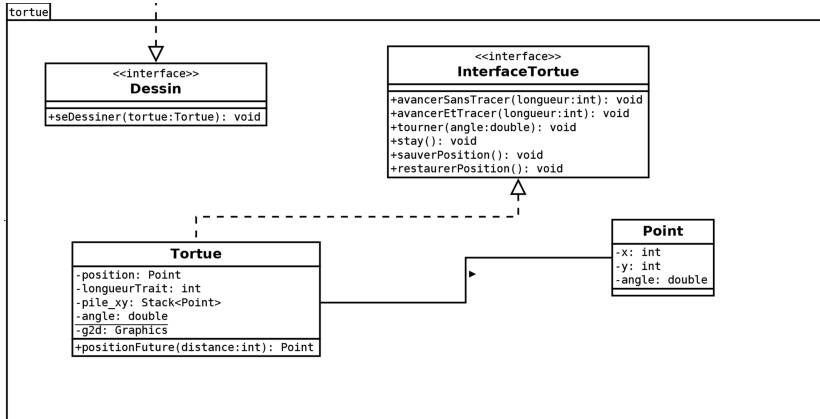 tortue
<<interface>>
Dessin
+seDessiner(tortue:Tortue): void
<<interface>>
InterfaceTortue
+avancerSansTracer(longueur:int): void
+avancerEtTracer(longueur:int): void
+tourner(angle:double): void
+stay(): void
+sauverPosition(): void
+restaurerPosition(): void
Tortue
-position: Point
-longueurTrait: int
-pile_xy: Stack<Point>
-angle: double
-g2d: Graphics
+positionFuture(distance:int): Point
Point
-x: int
-y: int
-angle: double